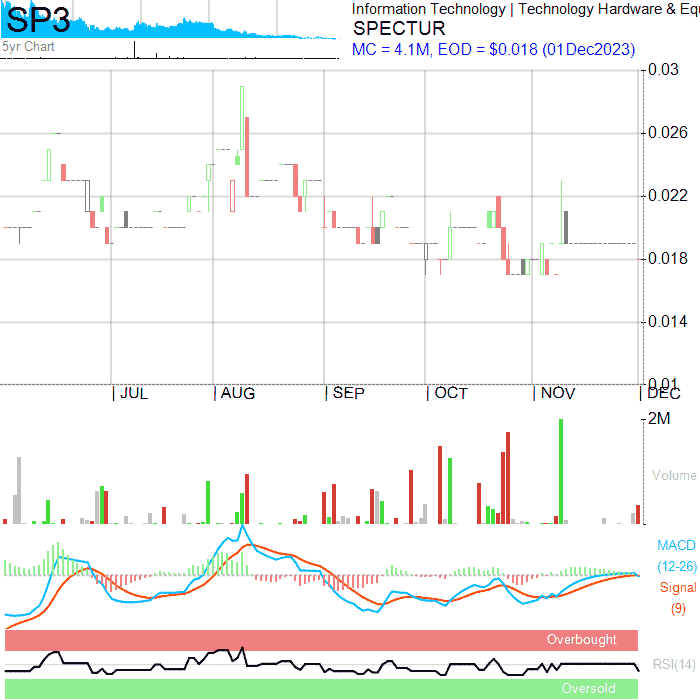 SP3
5yr Chart
Information Technology | Technology Hardware & Equ
SPECTUR
MC = 4.1M, EOD = $0.018 (01Dec2023)
0.03
0.026
0.022
0.018
0.014
0.01
JUL
AUG
SEP
OCT
NOV
DEC
2M
Volume
MACD
(12-26)
Signal
(9)
Overbought
RSI(14)
Oversold